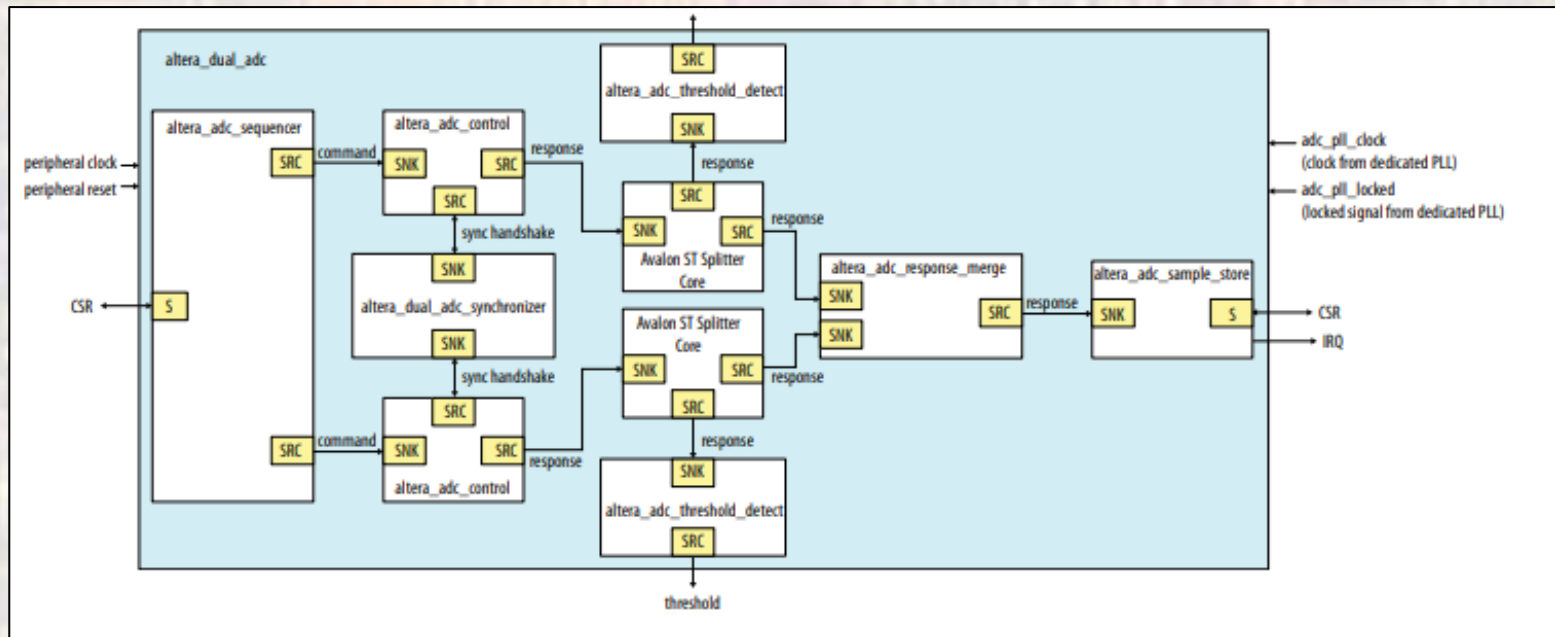 altera_dual_adc
peripheral clock
peripheral reset
CSR
altera_adc_sequencer
SRC
S
SRC
command
command
altera_adc_control
SNK
SRC
SRC
response
sync handshake
SNK
altera_dual_adc_synchronizer
SNK
sync handshake
SRC
SNK
SRC
altera_adc_control
response
SRC
altera_adc_threshold_detect
SNK
response
SRC
SNK
SRC
Avalon ST Splitter
Core
response
Avalon ST Splitter
Core
SNK
SRC
SRC
response
response
SNK
altera_adc_threshold_detect
SRC
threshold
altera_adc_response_merge
SNK
SNK
SRC
response
altera_adc_sample_store
SNK
S
CSR
IRQ
adc_pll_clock
(clock from dedicated PLL)
adc_pll_locked
(locked signal from dedicated PLL)